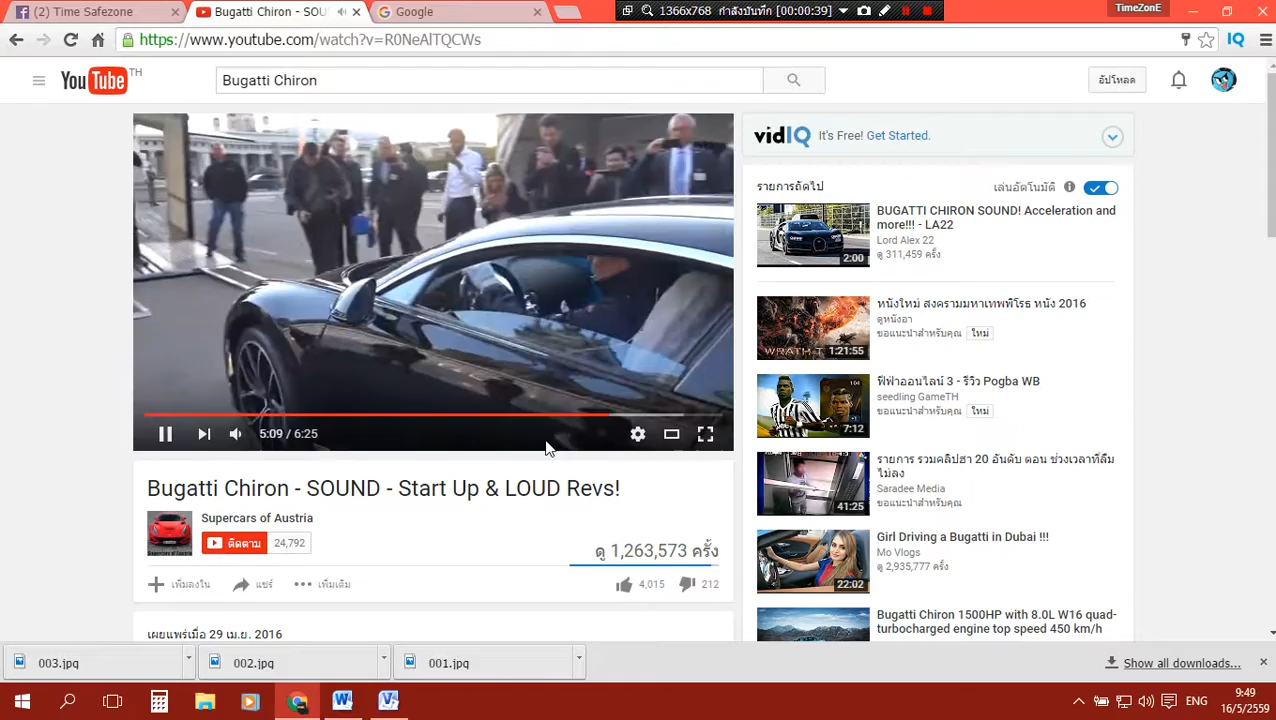 (2) Time Safezone
Bugatti Chiron - SOU
Google
1366x768 กำลังบันทึก [00:00:39]
TimeZonE
https://www.youtube.com/watch?v=R0NeAlTQCWs
IQ
YouTube TH
Bugatti Chiron
อัปโหลด
vidIQ It's Free! Get Started.
รายการถัดไป
เล่นอัตโนมัติ
BUGATTI CHIRON SOUND! Acceleration and
more!!! - LA22
Lord Alex 22
ดู 311,459 ครั้ง
2:00
หนังใหม่ สงครามมหาเทพพิโรธ หนัง 2016
ดูหนังอา
ขอแนะนำสำหรับคุณ ใหม่
WRATH
1:21:55
ฟีฟ่าออนไลน์ 3 - รีวิว Pogba WB
seedling GameTH
ขอแนะนำสำหรับคุณ ใหม่
104
7:12
รายการ รวมคลิปฮา 20 อันดับ ตอน ช่วงเวลาที่ลืม
ไม่ลง
Saradee Media
ขอแนะนำสำหรับคุณ
41:25
Girl Driving a Bugatti in Dubai !!!
Mo Vlogs
ดู 2,935,777 ครั้ง
22:02
Bugatti Chiron 1500HP with 8.0L W16 quad-
turbocharged engine top speed 450 km/h
5:09 / 6:25
Bugatti Chiron - SOUND - Start Up & LOUD Revs!
Supercars of Austria
ติดตาม 24,792
ดู 1,263,573 ครั้ง
เพิ่มลงใน แชร์ เพิ่มเติม
4,015 212
เผยแพร่เมื่อ 29 เม.ย. 2016
003.jpg
002.jpg
001.jpg
Show all downloads...
ENG
9:49
16/5/2559